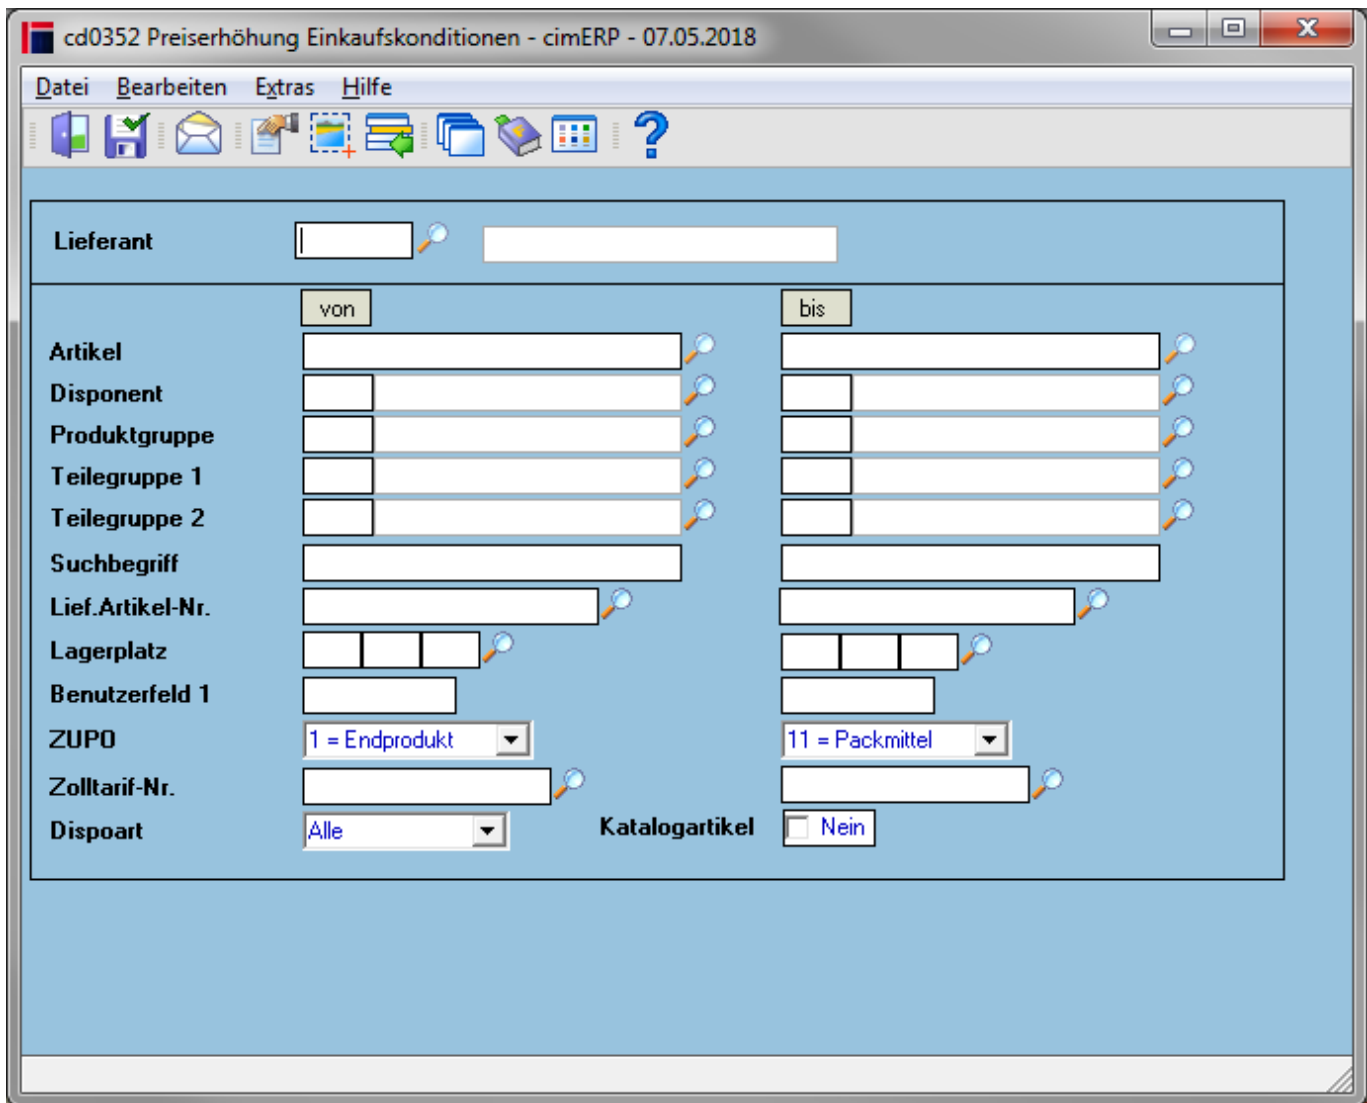 cd0352 Preiserhöhung Einkaufskonditionen - cimERP - 07.05.2018
Datei Bearbeiten Extras Hilfe
Lieferant
von bis
Artikel
Disponent
Produktgruppe
Teilegruppe 1
Teilegruppe 2
Suchbegriff
Lief.Artikel-Nr.
Lagerplatz
Benutzerfeld 1
ZUPO 1 = Endprodukt 11 = Packmittel
Zolltarif-Nr.
Dispoart Alle Katalogartikel Nein